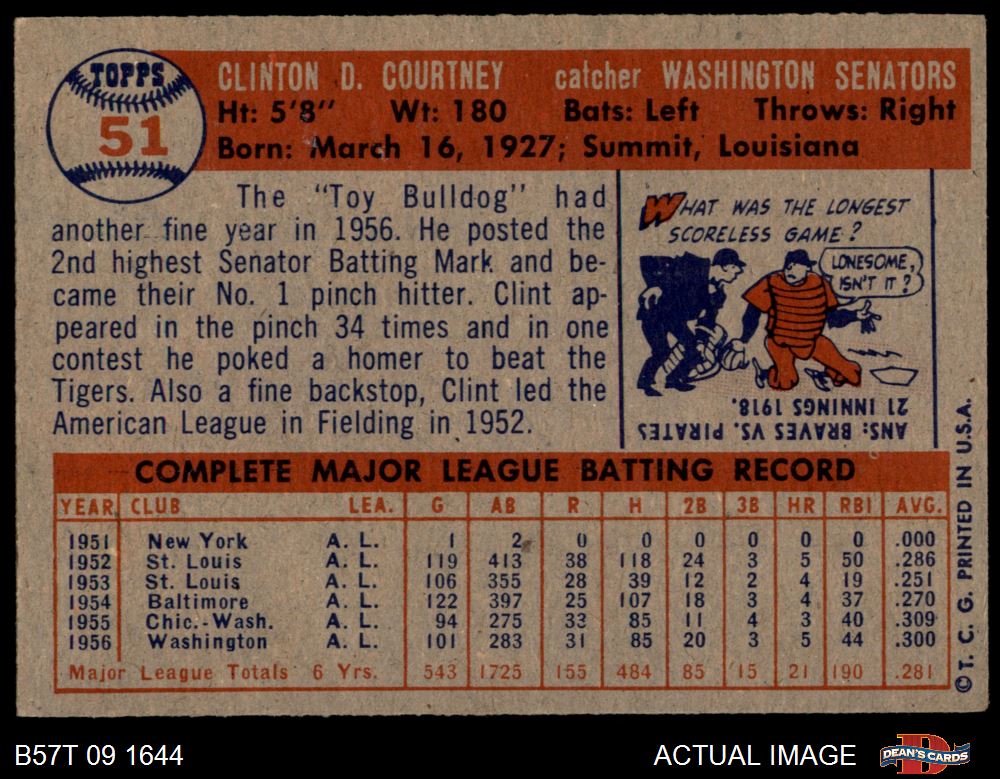 TOPPS
51
CLINTON D. COURTNEY catcher WASHINGTON SENATORS
Ht: 5'8" Wt: 180 Bats: Left Throws: Right
Born: March 16, 1927; Summit, Louisiana
The "Toy Bulldog" had
another fine year in 1956. He posted the
2nd highest Senator Batting Mark and be-
came their No. 1 pinch hitter. Clint ap-
peared in the pinch 34 times and in one
contest he poked a homer to beat the
Tigers. Also a fine backstop, Clint led the
American League in Fielding in 1952.
WHAT WAS THE LONGEST
SCORELESS GAME?
LONESOME,
ISN'T IT?
ANS: BRAVES VS. PIRATES
21 INNINGS 1918.
COMPLETE MAJOR LEAGUE BATTING RECORD
YEAR CLUB LEA. G AB R H 2B 3B HR RBI AVG.
1951 New York A. L. 1 2 0 0 0 0 0 0 .000
1952 St. Louis A. L. 119 413 38 118 24 3 5 50 .286
1953 St. Louis A. L. 106 355 28 39 12 2 4 19 .251
1954 Baltimore A. L. 122 397 25 107 18 3 4 37 .270
1955 Chic.-Wash. A. L. 94 275 33 85 11 4 3 40 .309
1956 Washington A. L. 101 283 31 85 20 3 5 44 .300
Major League Totals 6 Yrs. 543 1725 155 484 85 15 21 190 .281
© T. C. G. PRINTED IN U.S.A.
B57T 09 1644 ACTUAL IMAGE
DEAN'S CARDS